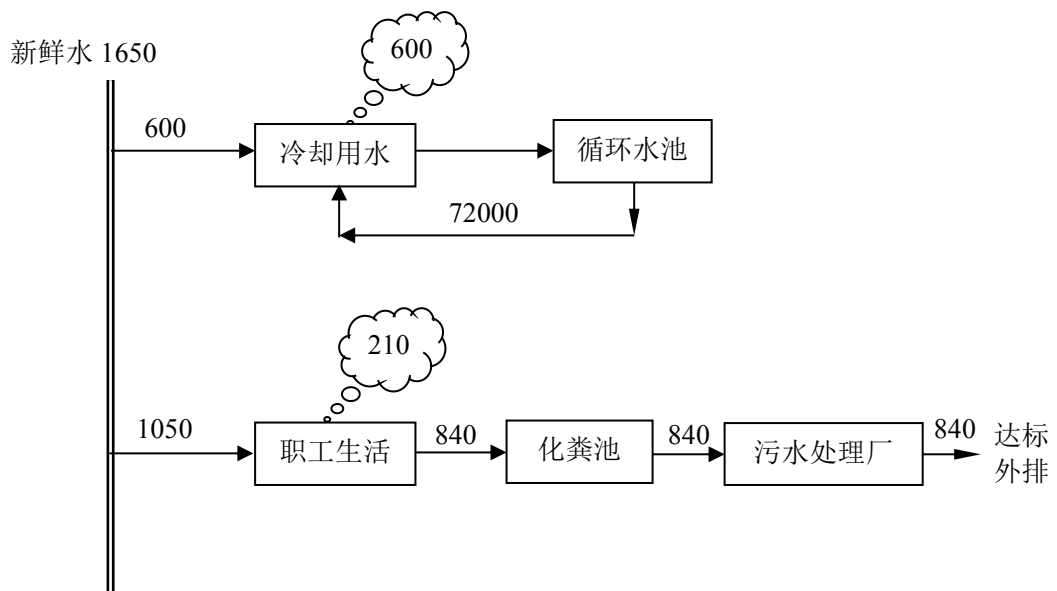 新鲜水 1650
600
600
冷却用水
循环水池
72000
210
1050
职工生活
840
化粪池
840
污水处理厂
840
达标
外排